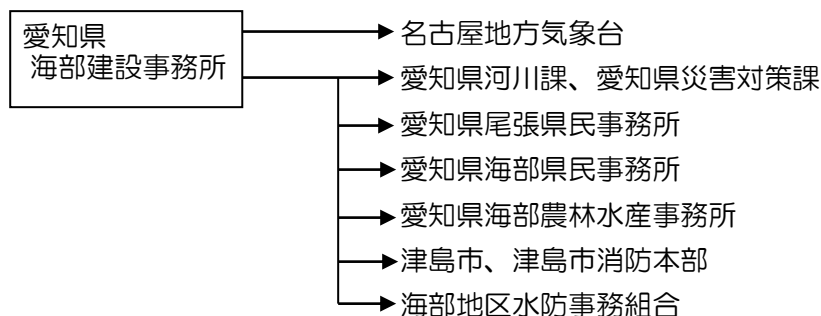 愛知県
海部建設事務所
名古屋地方気象台
愛知県河川課、愛知県災害対策課
愛知県尾張県民事務所
愛知県海部県民事務所
愛知県海部農林水産事務所
津島市、津島市消防本部
海部地区水防事務組合